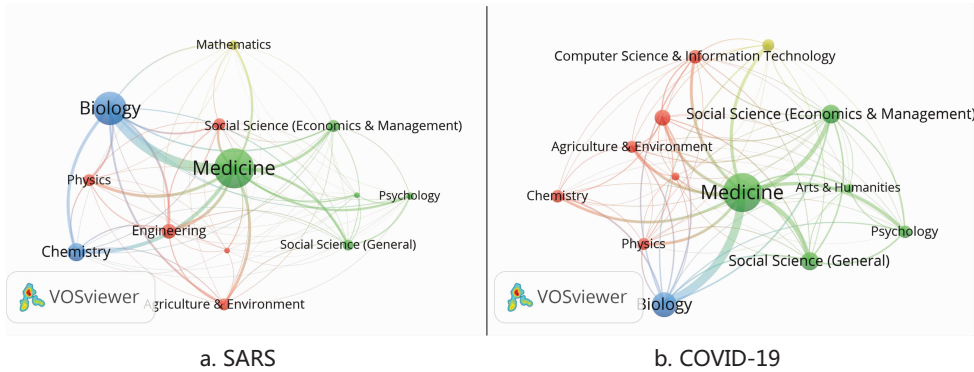 Mathematics
Biology
Social Science (Economics & Management)
Medicine
Physics
Psychology
Engineering
Social Science (General)
Chemistry
VOSviewer
Agriculture & Environment
a. SARS
Computer Science & Information Technology
Social Science (Economics & Management)
Agriculture & Environment
Medicine
Arts & Humanities
Chemistry
Psychology
Physics
Social Science (General)
VOSviewer
Biology
b. COVID-19